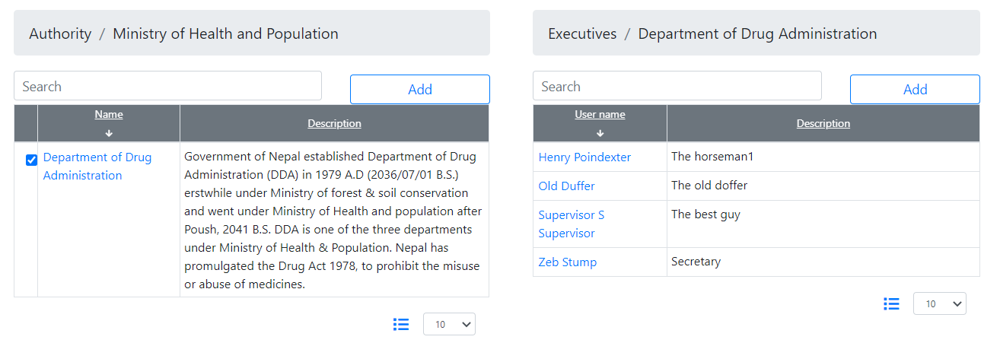 Authority / Ministry of Health and Population
Search
Add
Name
Description
Department of Drug
Administration
Government of Nepal established Department of Drug
Administration (DDA) in 1979 A.D (2036/07/01 B.S.)
erstwhile under Ministry of forest & soil conservation
and went under Ministry of Health and population after
Poush, 2041 B.S. DDA is one of the three departments
under Ministry of Health & Population. Nepal has
promulgated the Drug Act 1978, to prohibit the misuse
or abuse of medicines.
10
Executives / Department of Drug Administration
Search
Add
User name
Description
Henry Poindexter
The horseman1
Old Duffer
The old doffer
Supervisor S
Supervisor
The best guy
Zeb Stump
Secretary
10